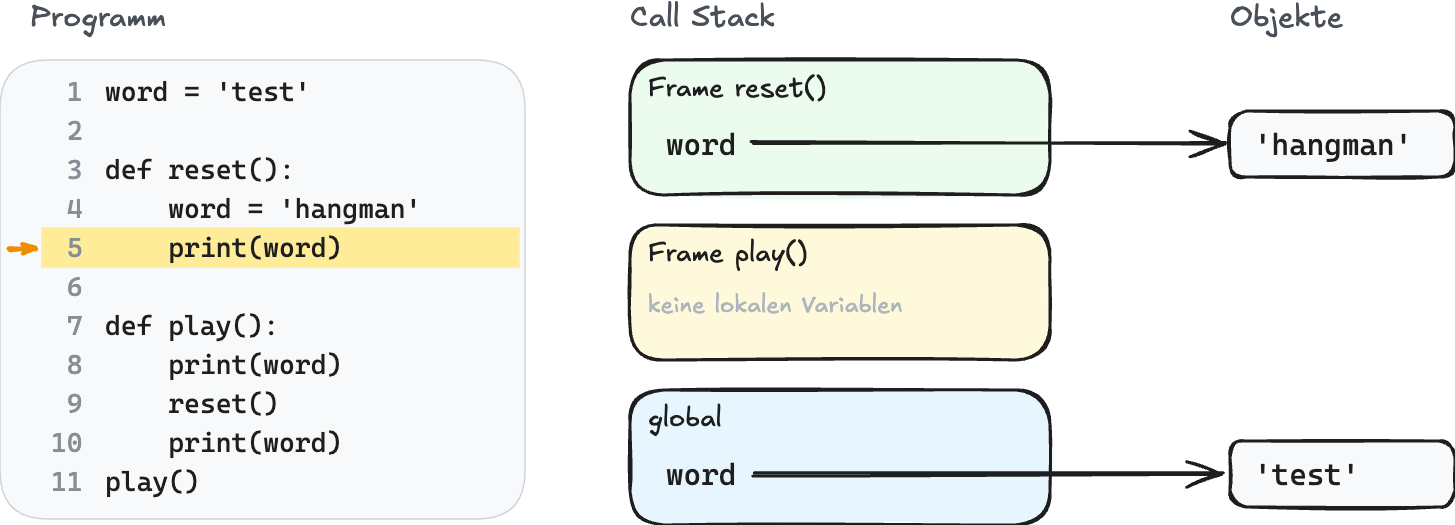 Programm
1 word = 'test'
2
3 def reset():
4     word = 'hangman'
5     print(word)
6
7 def play():
8     print(word)
9     reset()
10     print(word)
11 play()
Call Stack
Frame reset()
word
Frame play()
keine lokalen Variablen
global
word
Objekte
'hangman'
'test'